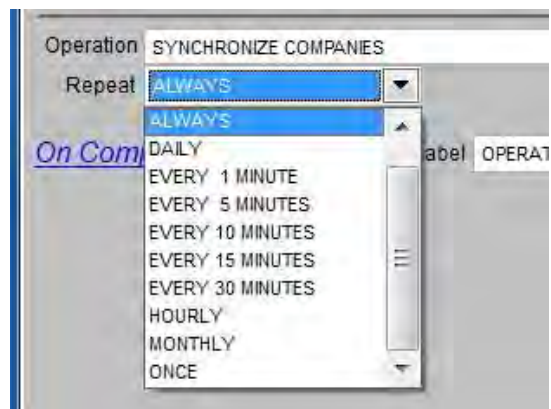 Operation SYNCHRONIZE COMPANIES
Repeat ALWAYS
ALWAYS
On Com abel OPERAT
DAILY
EVERY 1 MINUTE
EVERY 5 MINUTES
EVERY 10 MINUTES
EVERY 15 MINUTES
EVERY 30 MINUTES
HOURLY
MONTHLY
ONCE